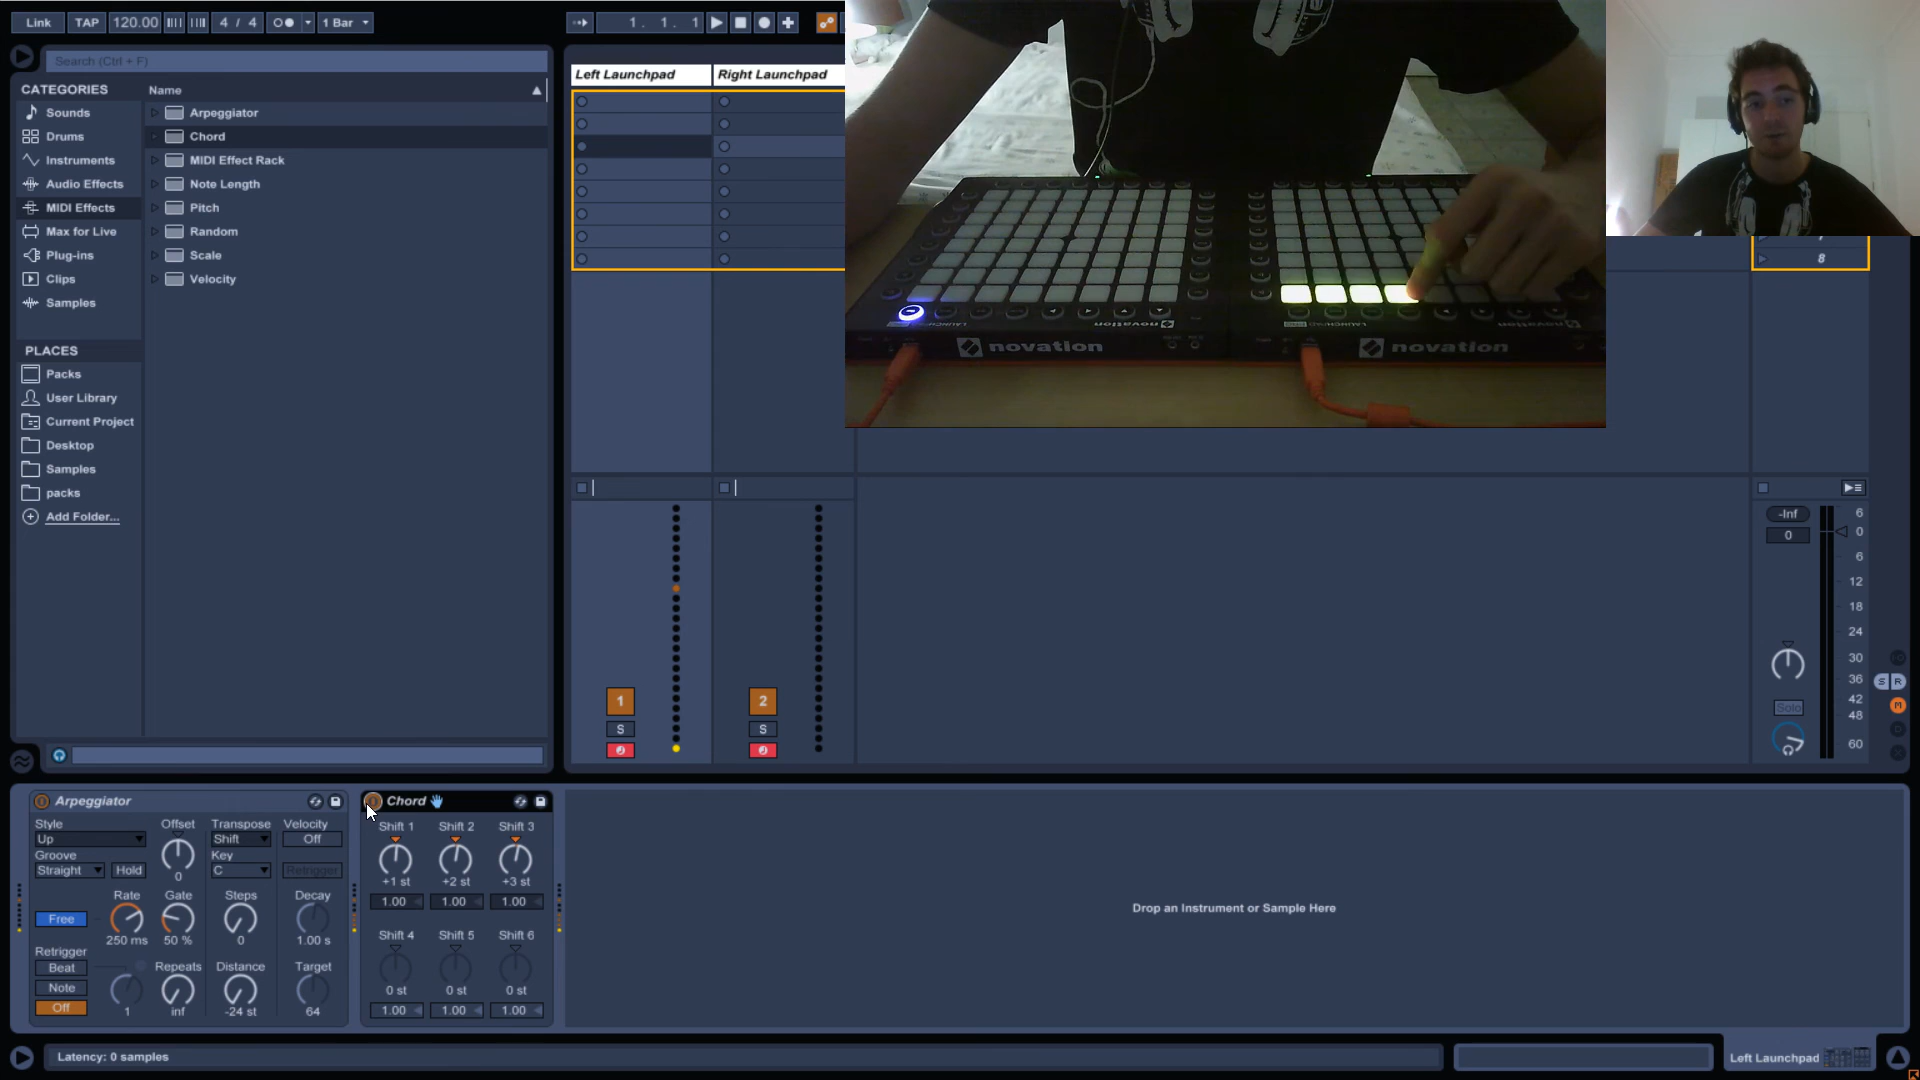 Link TAP 120.00 4 / 4 1 Bar 1. 1. 1
Search (Ctrl + F)
CATEGORIES
Sounds
Drums
Instruments
Audio Effects
MIDI Effects
Max for Live
Plug-ins
Clips
Samples
PLACES
Packs
User Library
Current Project
Desktop
Samples
packs
Add Folder...
Name
Arpeggiator
Chord
MIDI Effect Rack
Note Length
Pitch
Random
Scale
Velocity
Left Launchpad Right Launchpad
novation novation
8
1 2
S S
-Inf
0
Solo
6
0
6
12
18
24
30
36
42
48
60
S R
M
Arpeggiator
Style
Up
Groove
Straight Hold
Offset
0
Transpose
Shift
Key
C
Velocity
Off
Retrigger
Free
Rate
250 ms
Gate
50 %
Steps
0
Decay
1.00 s
Retrigger
Beat
Note
Off
1
Repeats
inf
Distance
-24 st
Target
64
Chord
Shift 1 Shift 2 Shift 3
+1 st +2 st +3 st
1.00 1.00 1.00
Shift 4 Shift 5 Shift 6
0 st 0 st 0 st
1.00 1.00 1.00
Drop an Instrument or Sample Here
Latency: 0 samples
Left Launchpad